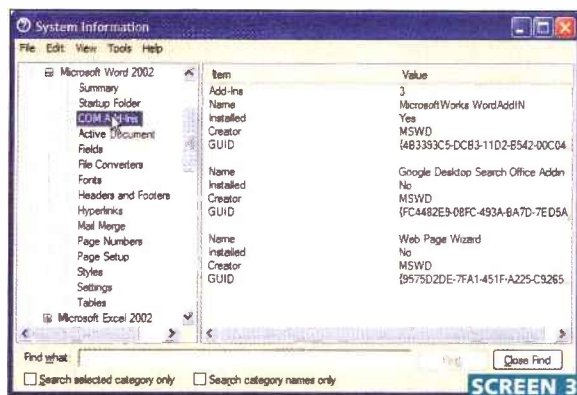 System Information
File Edit View Tools Help
Microsoft Word 2002
Summary
Startup Folder
COM Add-Ins
Active Document
Fields
File Converters
Fonts
Headers and Footers
Hyperlinks
Mail Merge
Page Numbers
Page Setup
Styles
Settings
Tables
Microsoft Excel 2002
Item Value
Add-Ins 3
Name MicrosoftWorks WordAddIN
Installed Yes
Creator MSWD
GUID {4B3393C5-DCB3-11D2-B542-00C04
Name Google Desktop Search Office Addin
Installed No
Creator MSWD
GUID {FC4482E9-08FC-493A-BA7D-7ED5A
Name Web Page Wizard
Installed No
Creator MSWD
GUID {9575D2DE-7FA1-451F-A225-C9265
Find what: Find Close Find
Search selected category only Search category names only
SCREEN 3